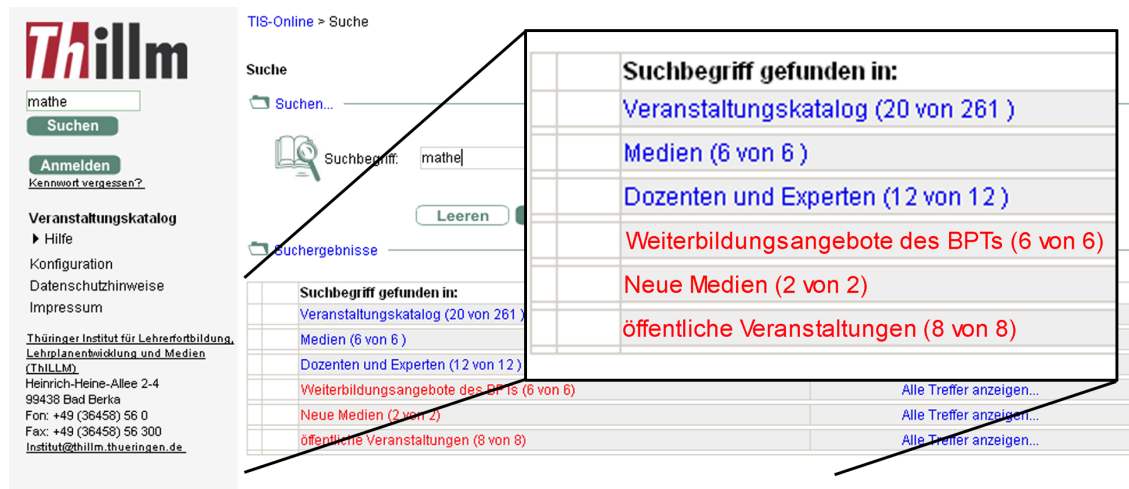 Thillm
mathe
Suchen
Anmelden
Kennwort vergessen?
Veranstaltungskatalog
Hilfe
Konfiguration
Datenschutzhinweise
Impressum
Thüringer Institut für Lehrerfortbildung,
Lehrplanentwicklung und Medien
(ThILLM)
Heinrich-Heine-Allee 2-4
99438 Bad Berka
Fon: +49 (36458) 56 0
Fax: +49 (36458) 56 300
Institut@thillm.thueringen.de
TIS-Online > Suche
Suche
Suchen...
Suchbegriff: mathe
Leeren
Suchergebnisse
Suchbegriff gefunden in:
Veranstaltungskatalog (20 von 261 )
Medien (6 von 6 )
Dozenten und Experten (12 von 12 )
Weiterbildungsangebote des BPTs (6 von 6) Alle Treffer anzeigen...
Neue Medien (2 von 2) Alle Treffer anzeigen...
öffentliche Veranstaltungen (8 von 8) Alle Treffer anzeigen...
Suchbegriff gefunden in:
Veranstaltungskatalog (20 von 261 )
Medien (6 von 6 )
Dozenten und Experten (12 von 12 )
Weiterbildungsangebote des BPTs (6 von 6)
Neue Medien (2 von 2)
öffentliche Veranstaltungen (8 von 8)